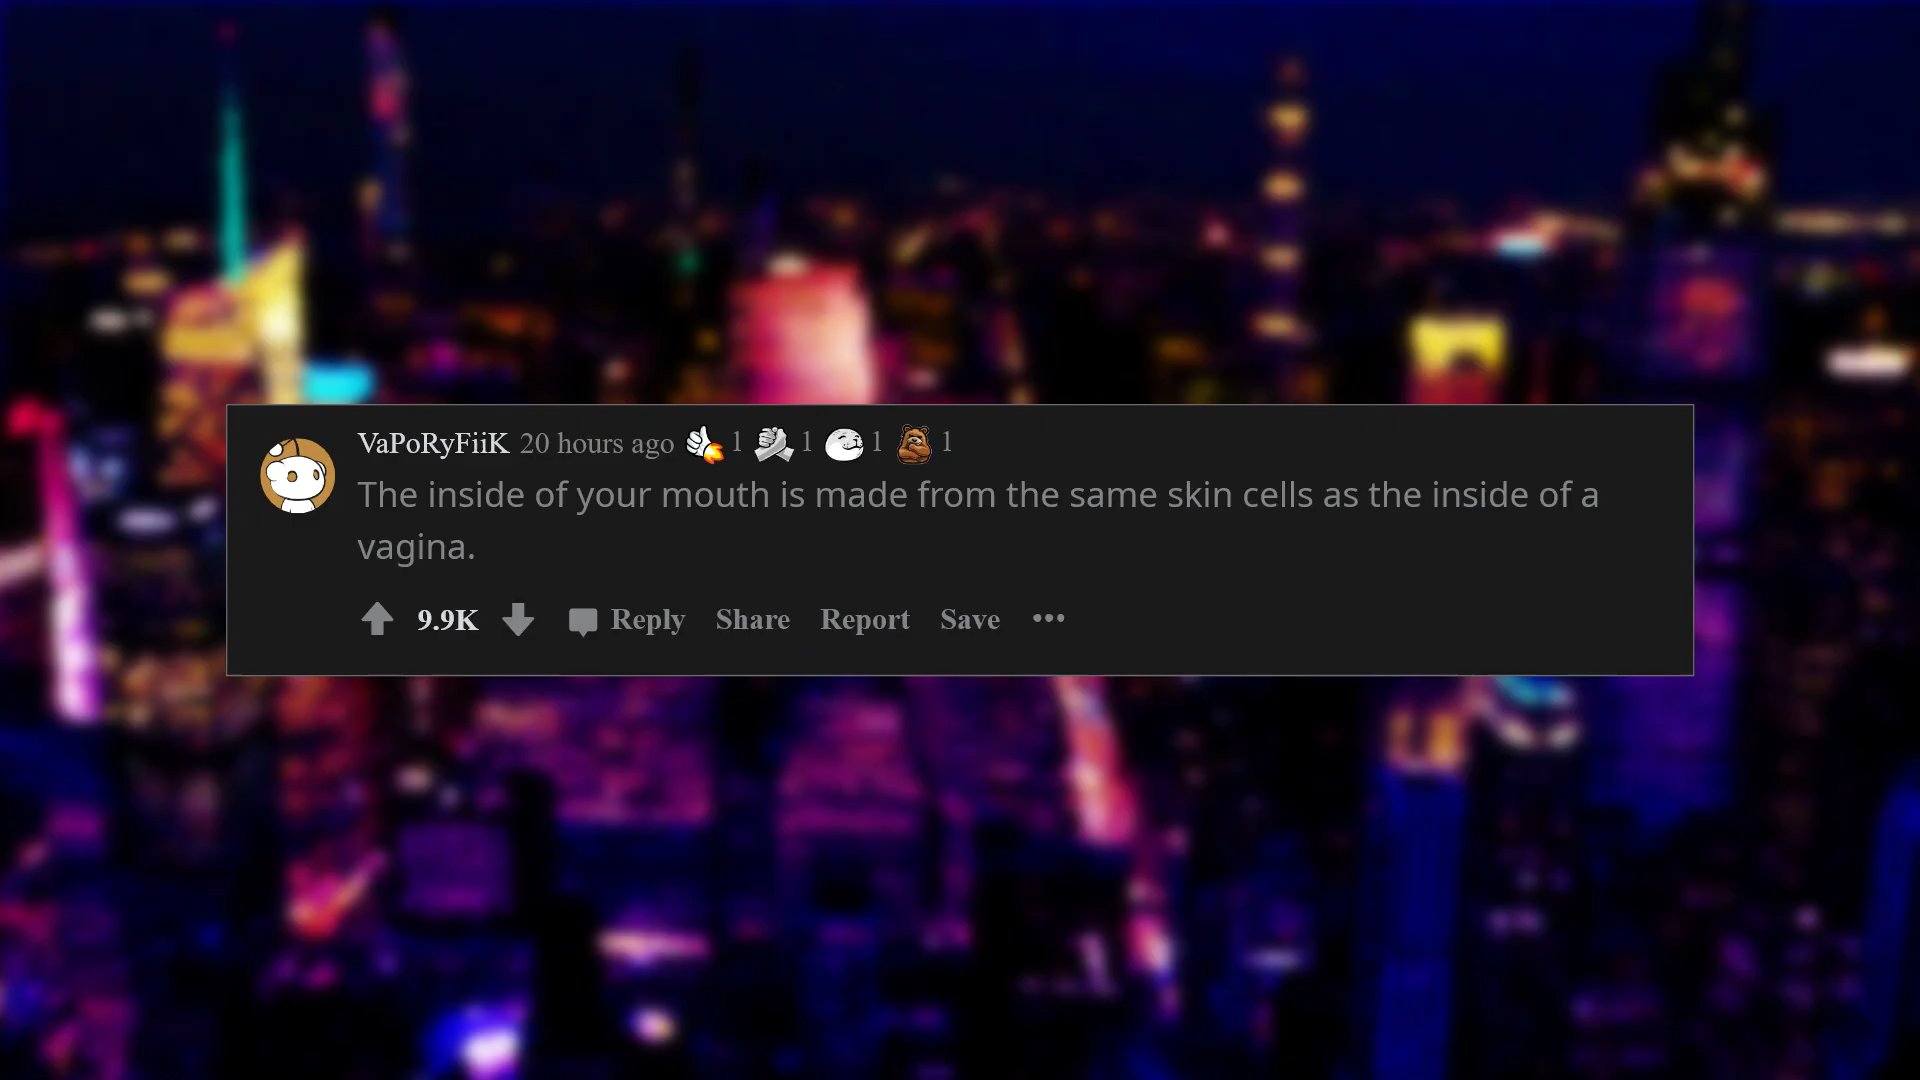 VaPoRyFiiK 20 hours ago 1 1 1 1
The inside of your mouth is made from the same skin cells as the inside of a
vagina.
9.9K Reply Share Report Save •••